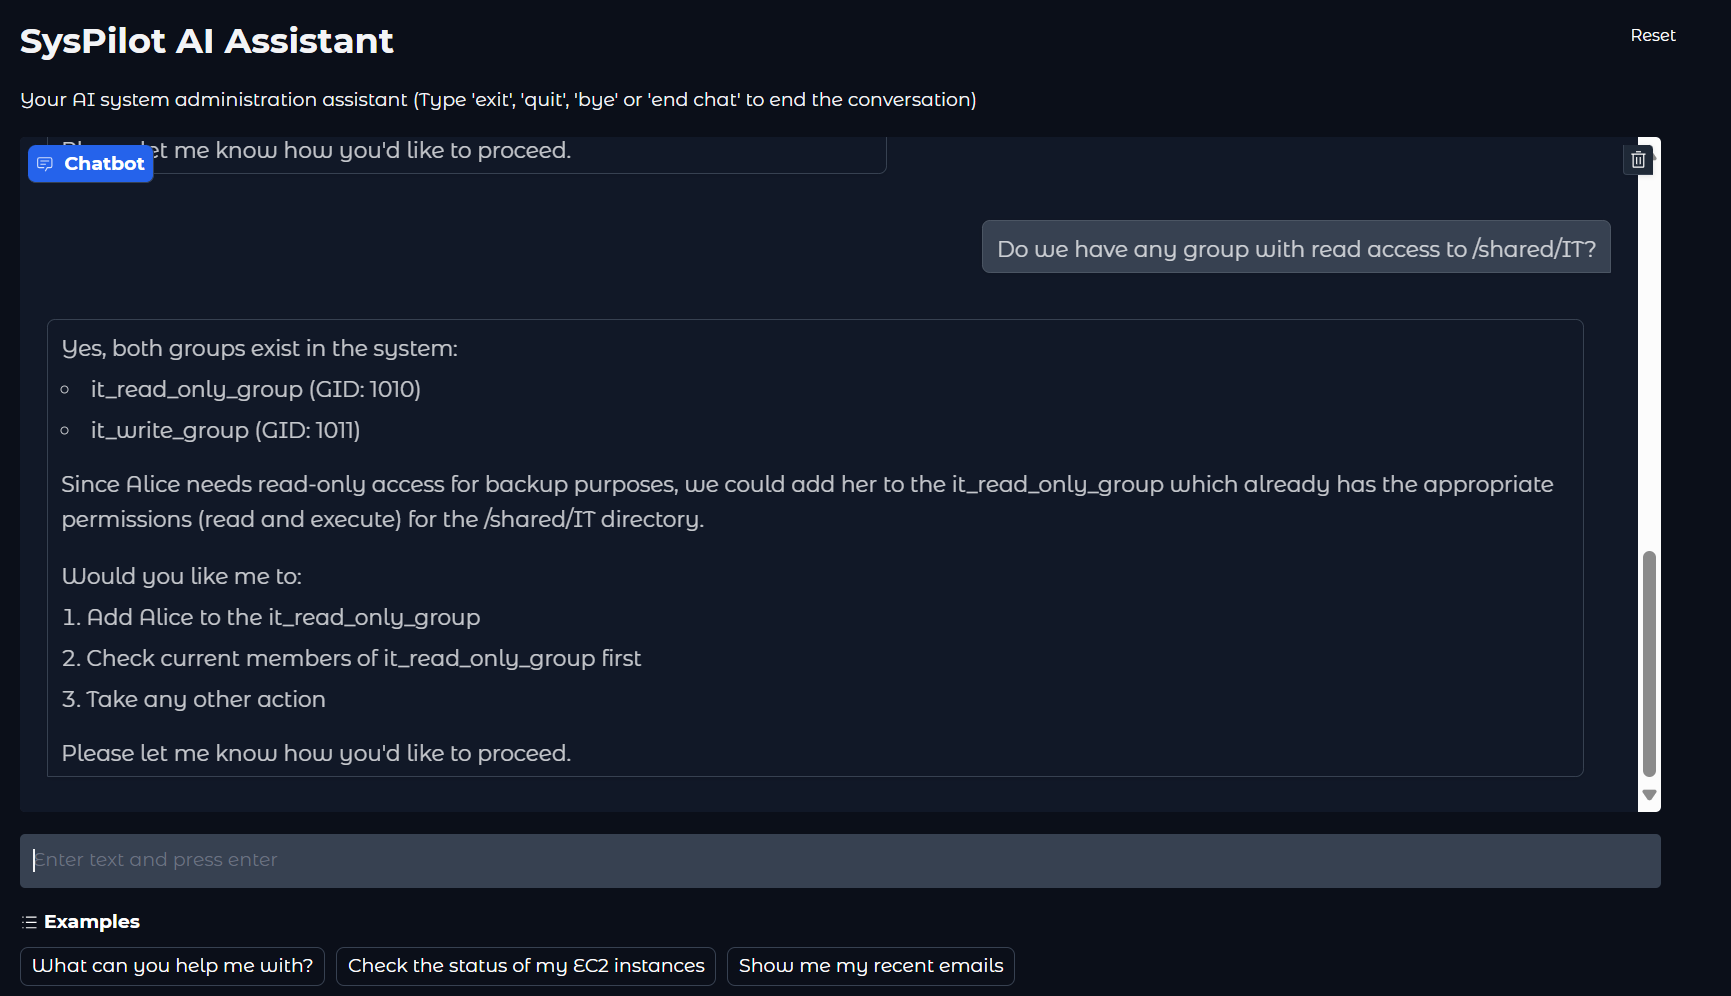 SysPilot AI Assistant
Reset
Your AI system administration assistant (Type 'exit', 'quit', 'bye' or 'end chat' to end the conversation)
Chatbot
let me know how you'd like to proceed.
Do we have any group with read access to /shared/IT?
Yes, both groups exist in the system:
it_read_only_group (GID: 1010)
it_write_group (GID: 1011)
Since Alice needs read-only access for backup purposes, we could add her to the it_read_only_group which already has the appropriate
permissions (read and execute) for the /shared/IT directory.
Would you like me to:
1. Add Alice to the it_read_only_group
2. Check current members of it_read_only_group first
3. Take any other action
Please let me know how you'd like to proceed.
Enter text and press enter
Examples
What can you help me with?
Check the status of my EC2 instances
Show me my recent emails